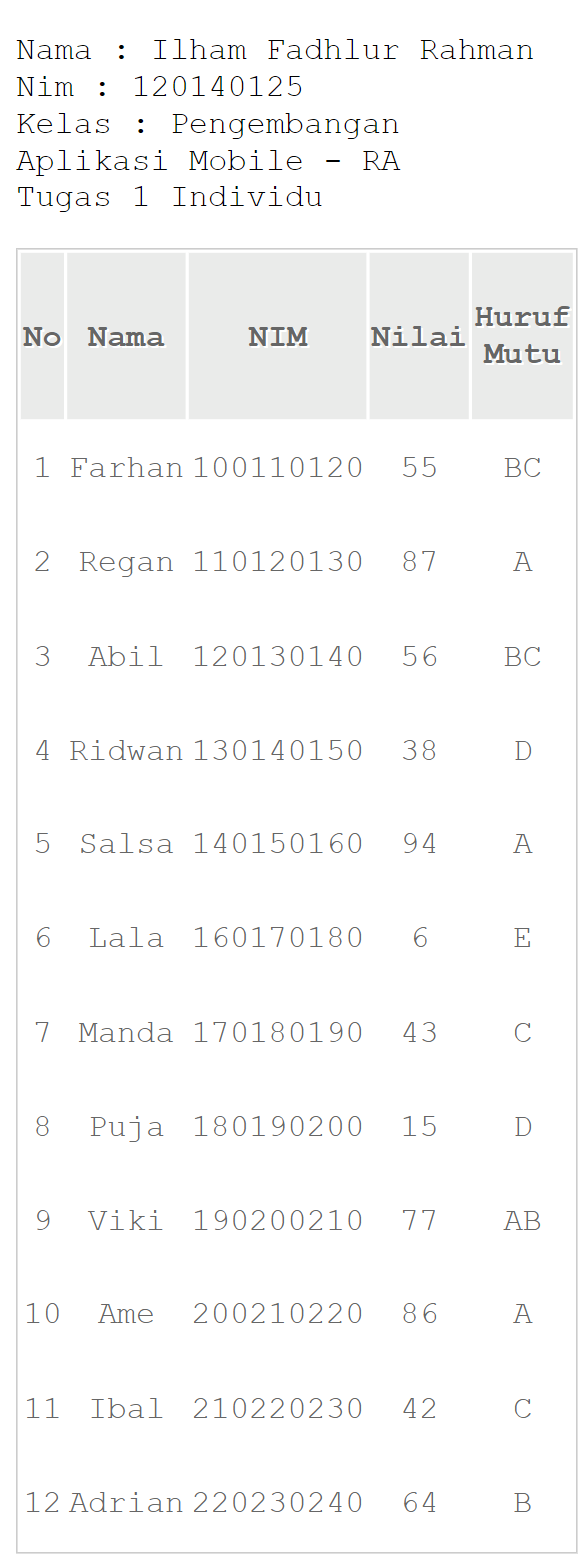 Nama : Ilham Fadhlur Rahman
Nim : 120140125
Kelas : Pengembangan
Aplikasi Mobile - RA
Tugas 1 Individu
No Nama NIM Nilai Huruf Mutu
1 Farhan 100110120 55 BC
2 Regan 110120130 87 A
3 Abil 120130140 56 BC
4 Ridwan 130140150 38 D
5 Salsa 140150160 94 A
6 Lala 160170180 6 E
7 Manda 170180190 43 C
8 Puja 180190200 15 D
9 Viki 190200210 77 AB
10 Ame 200210220 86 A
11 Ibal 210220230 42 C
12 Adrian 220230240 64 B